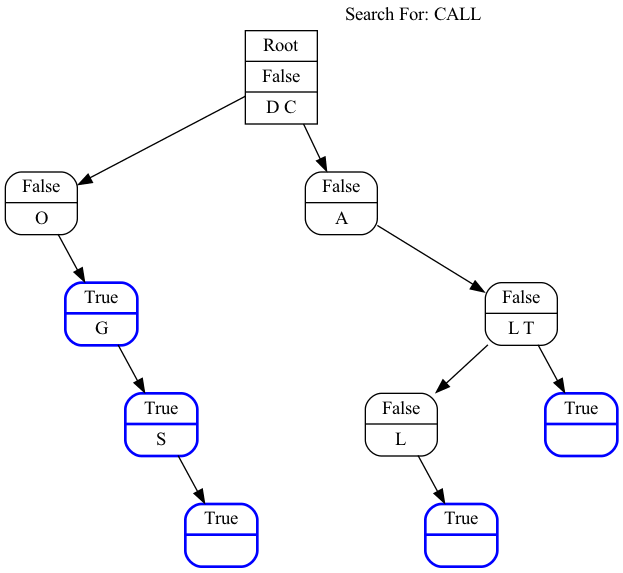 Search For: CALL
Root
False
D C
False
O
False
A
True
G
False
L T
True
S
False
L
True
True
True